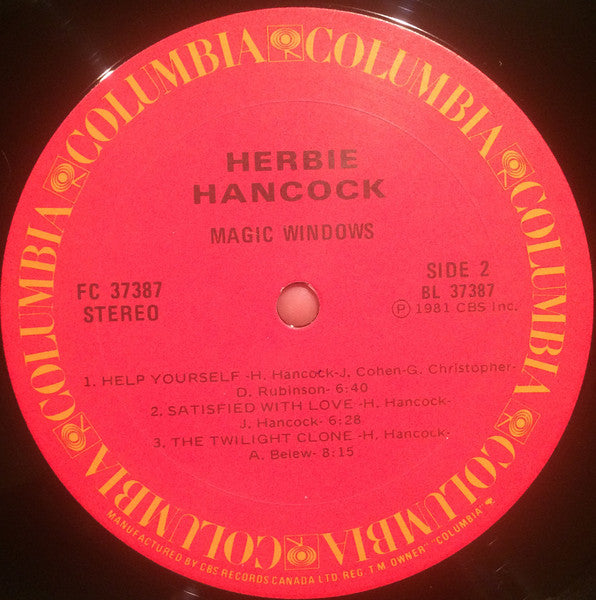 COLUMBIA COLUMBIA COLUMBIA COLUMBIA COLUMBIA COLUMBIA
HERBIE
HANCOCK
MAGIC WINDOWS
FC 37387
STEREO
SIDE 2
BL 37387
Ⓟ 1981 CBS Inc.
1. HELP YOURSELF -H. Hancock-J. Cohen-G. Christopher-
D. Rubinson- 6:40
2. SATISFIED WITH LOVE -H. Hancock-
J. Hancock- 6:28
3. THE TWILIGHT CLONE -H. Hancock-
A. Belew- 8:15
MANUFACTURED BY CBS RECORDS CANADA LTD. REG. T.M. OWNER "COLUMBIA"